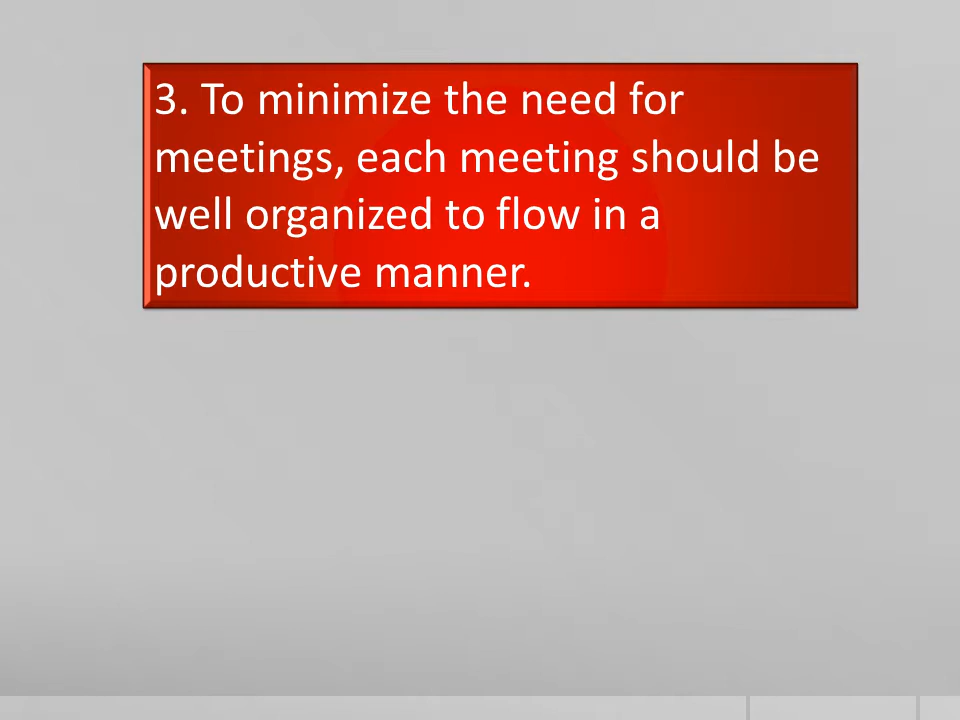 3. To minimize the need for
meetings, each meeting should be
well organized to flow in a
productive manner.